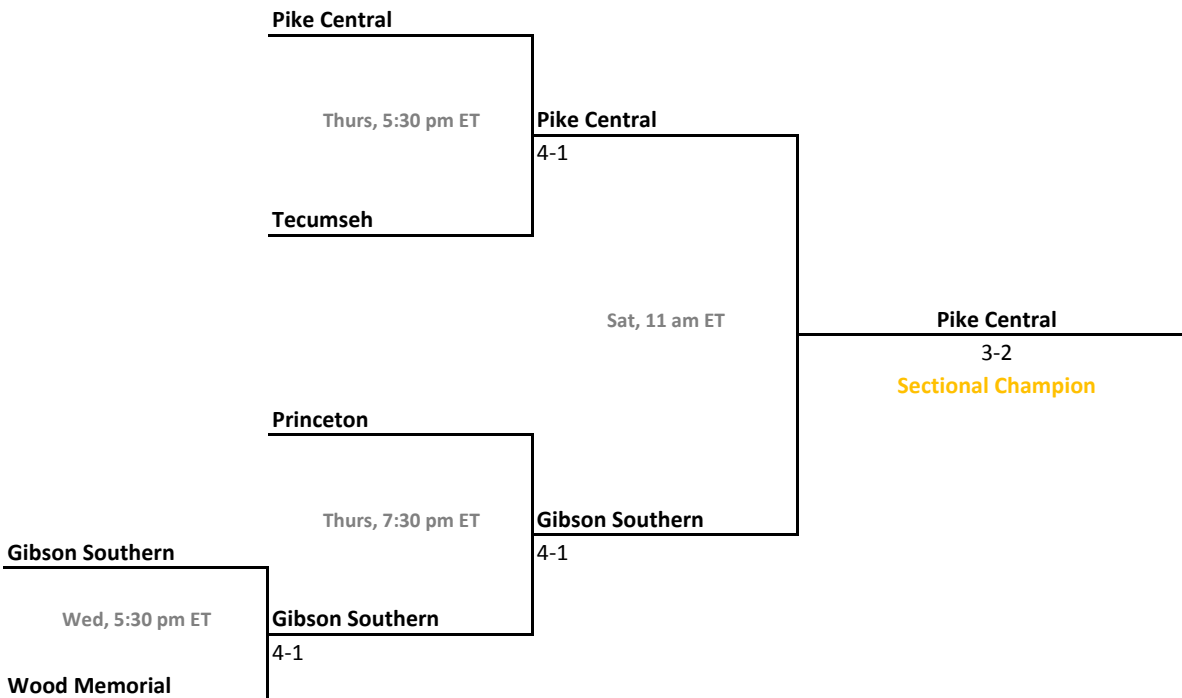 Pike Central
Thurs, 5:30 pm ET
Pike Central
4-1
Tecumseh
Sat, 11 am ET
Pike Central
3-2
Sectional Champion
Princeton
Thurs, 7:30 pm ET
Gibson Southern
4-1
Gibson Southern
Wed, 5:30 pm ET
Gibson Southern
4-1
Wood Memorial